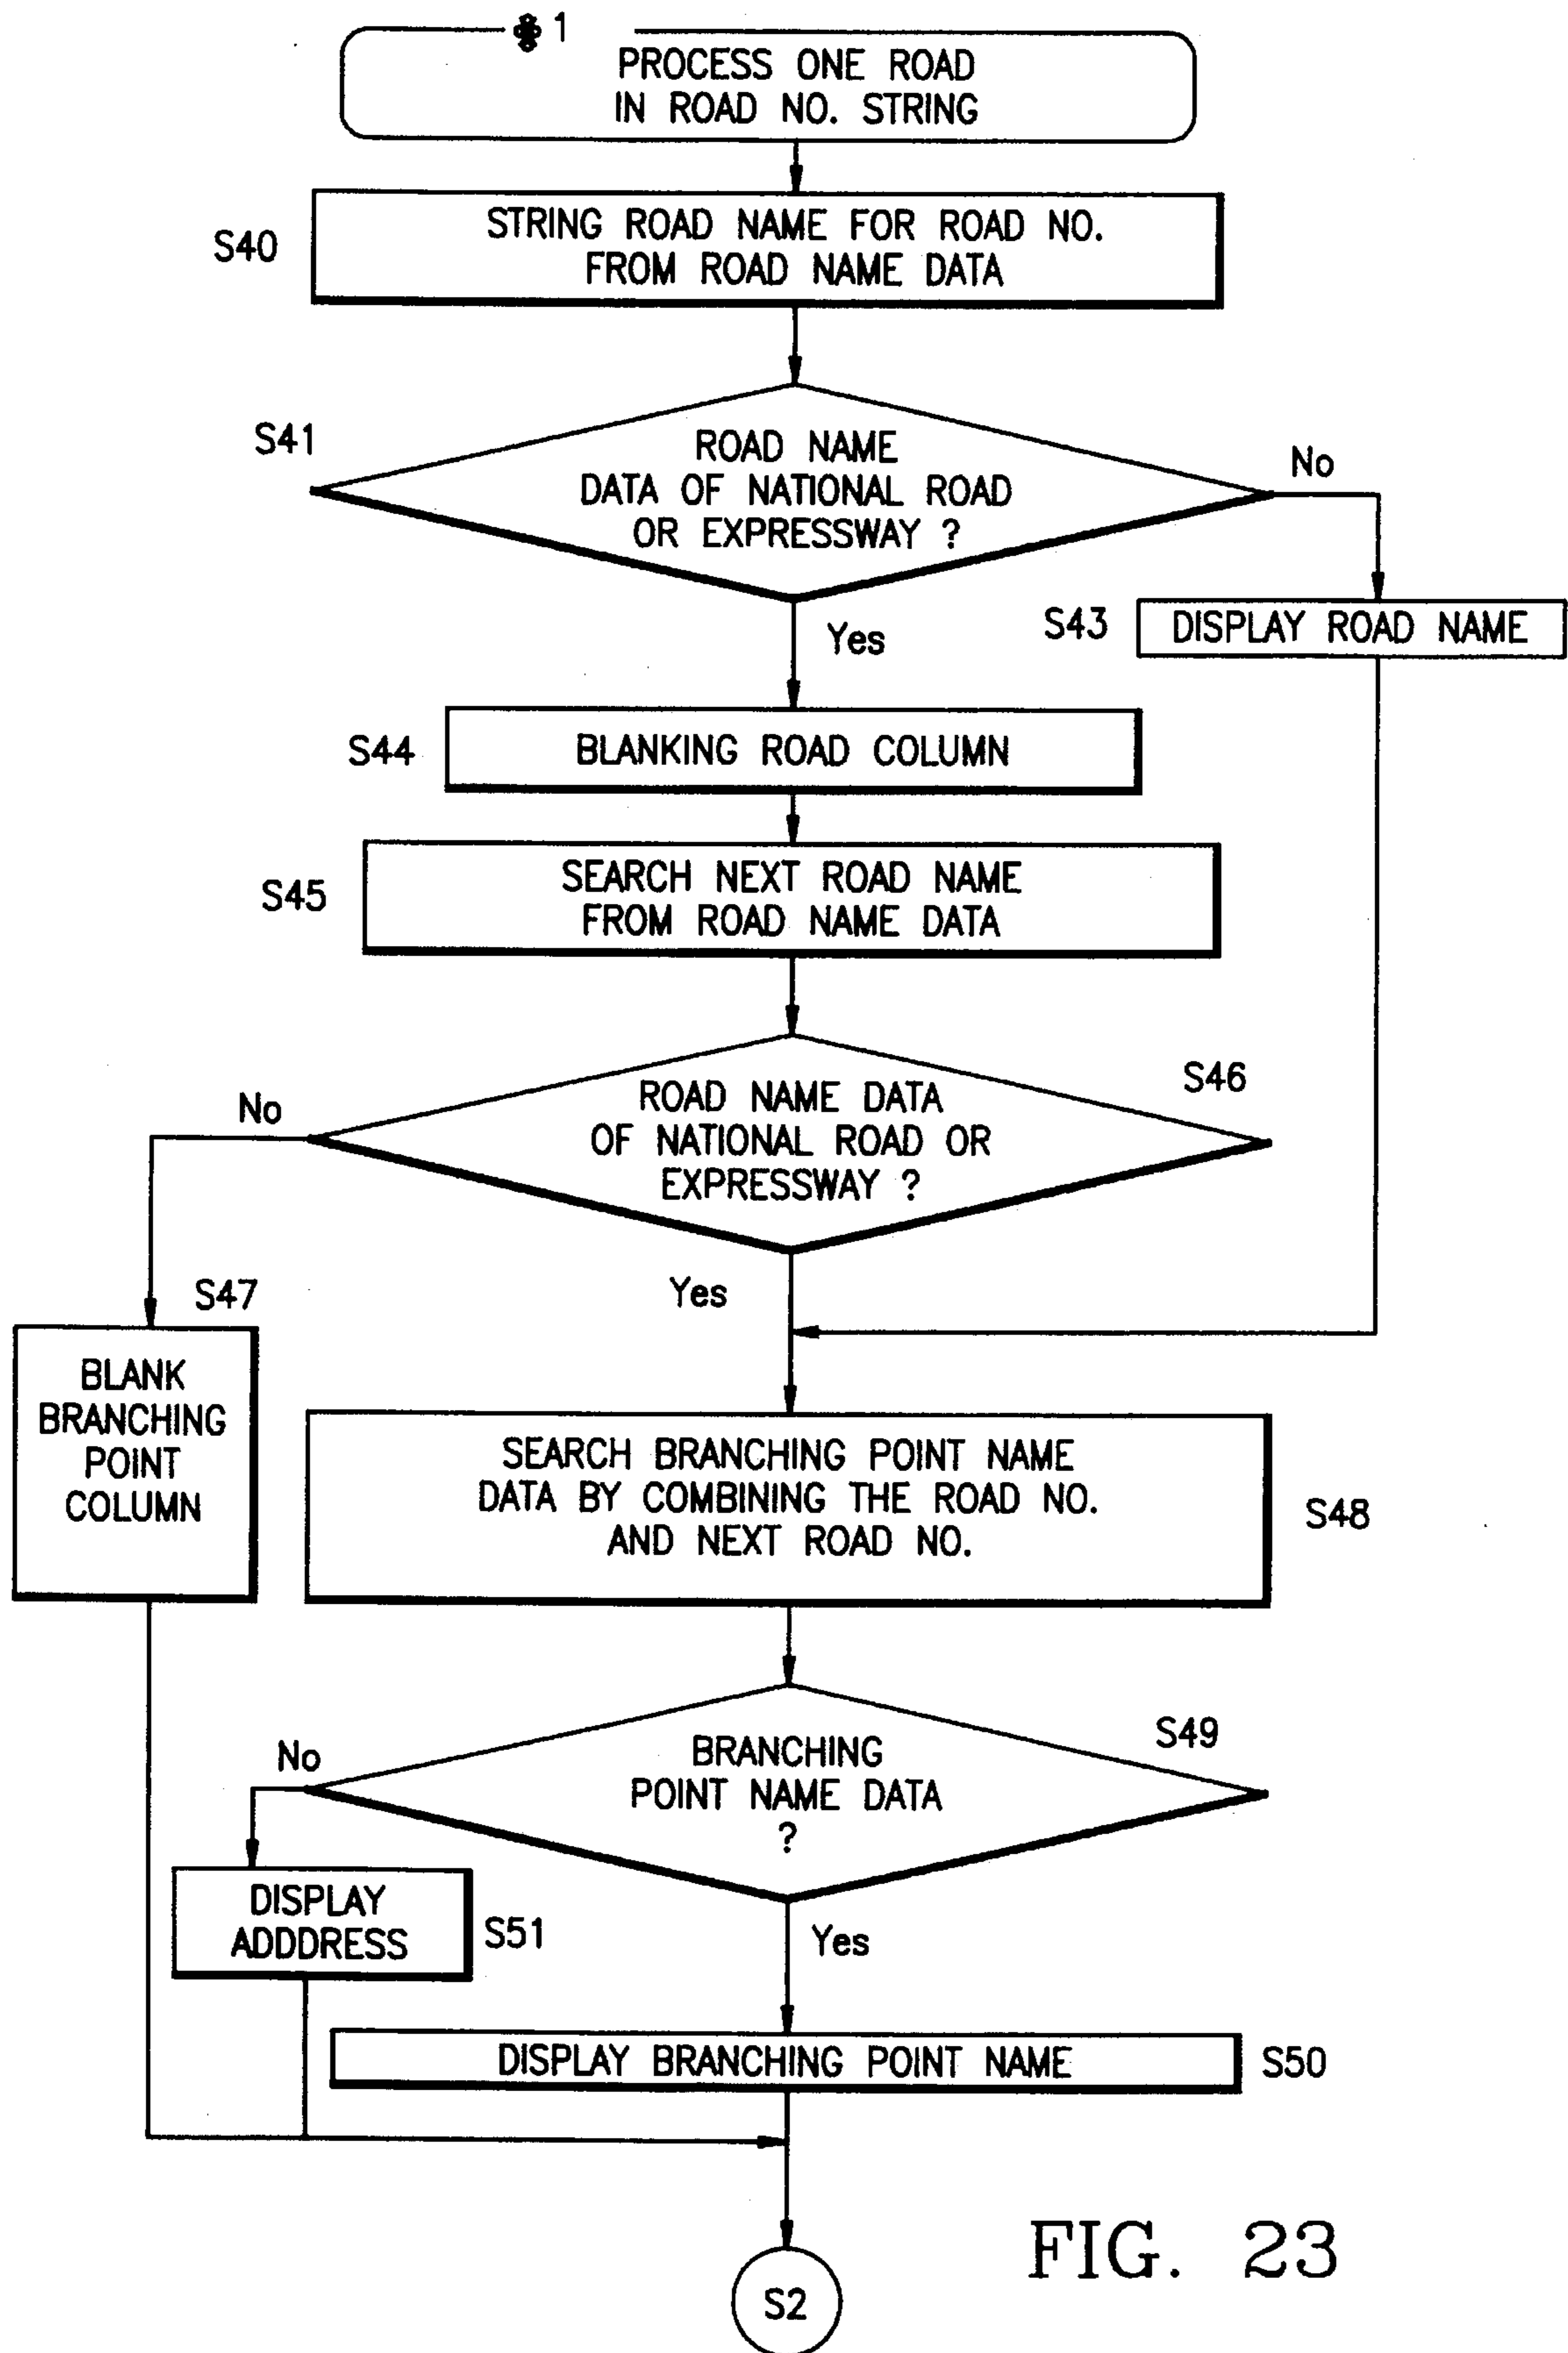 ※1
PROCESS ONE ROAD
IN ROAD NO. STRING
S40
STRING ROAD NAME FOR ROAD NO.
FROM ROAD NAME DATA
S41
ROAD NAME
DATA OF NATIONAL ROAD
OR EXPRESSWAY ?
No
Yes
S43
DISPLAY ROAD NAME
S44
BLANKING ROAD COLUMN
S45
SEARCH NEXT ROAD NAME
FROM ROAD NAME DATA
S46
ROAD NAME DATA
OF NATIONAL ROAD OR
EXPRESSWAY ?
No
Yes
S47
BLANK
BRANCHING
POINT
COLUMN
SEARCH BRANCHING POINT NAME
DATA BY COMBINING THE ROAD NO.
AND NEXT ROAD NO.
S48
S49
BRANCHING
POINT NAME DATA
?
No
Yes
DISPLAY
ADDDRESS
S51
DISPLAY BRANCHING POINT NAME
S50
S2
FIG. 23